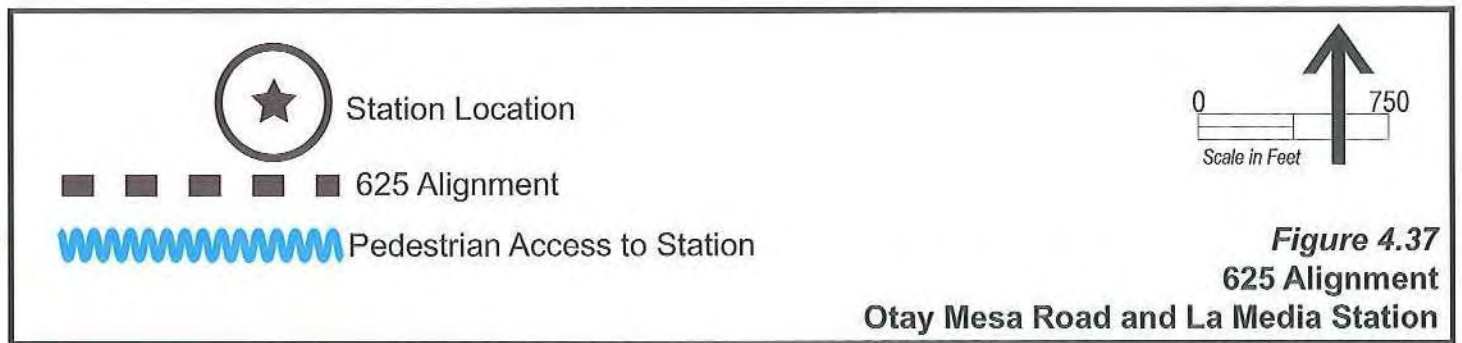 Station Location
625 Alignment
Pedestrian Access to Station
0 750
Scale in Feet
Figure 4.37
625 Alignment
Otay Mesa Road and La Media Station